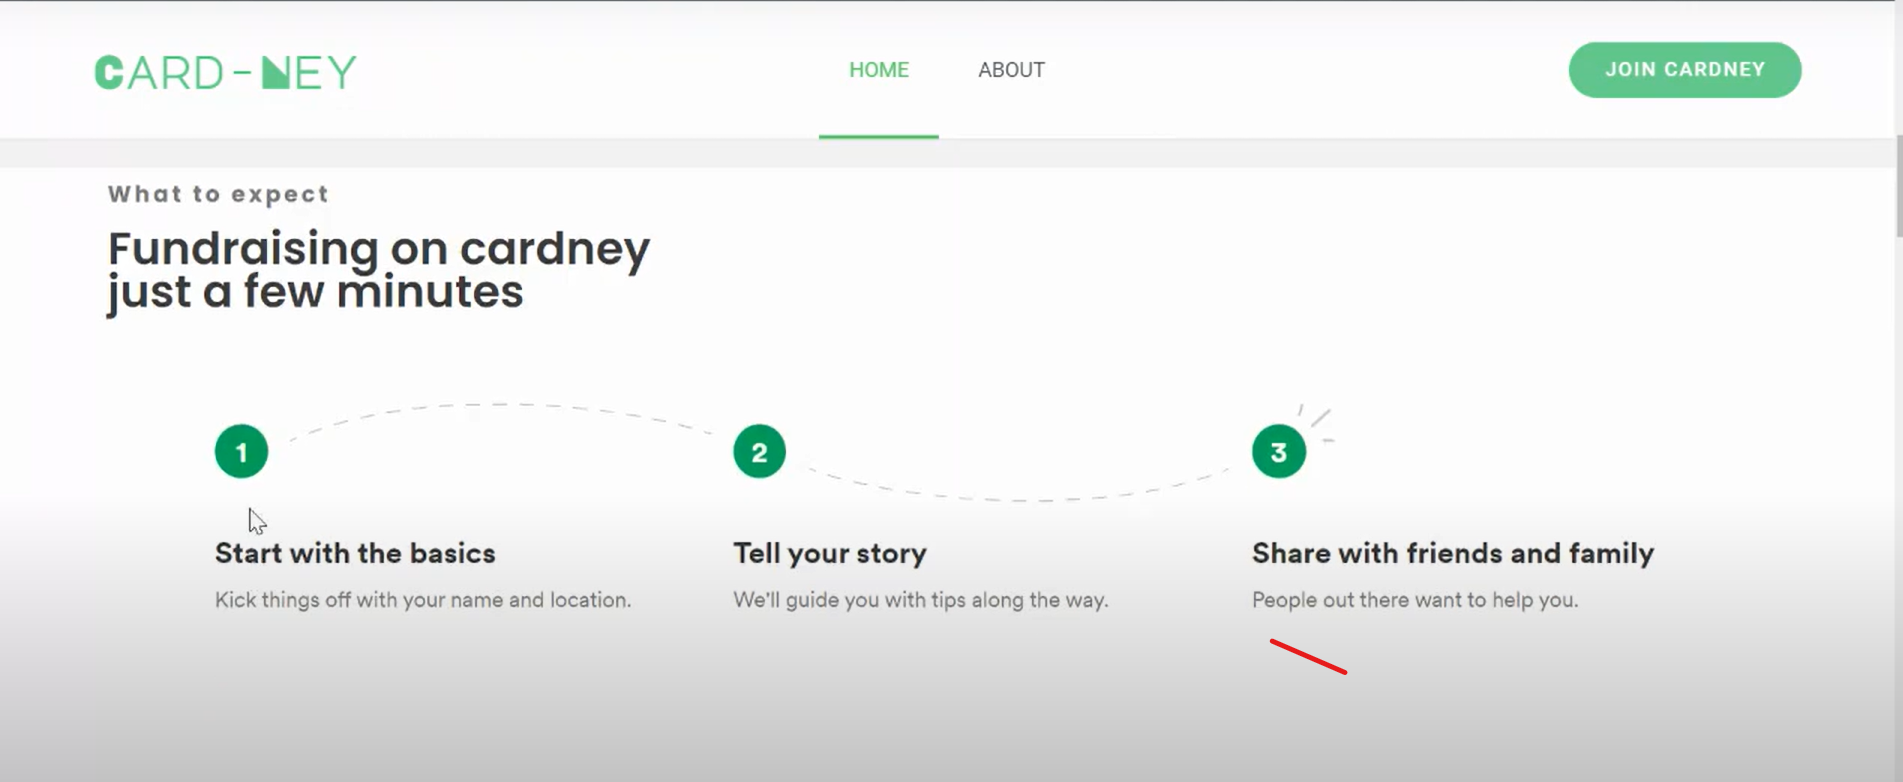 CARD-NEY
HOME
ABOUT
JOIN CARDNEY
What to expect
Fundraising on cardney
just a few minutes
1
2
3
Start with the basics
Kick things off with your name and location.
Tell your story
We'll guide you with tips along the way.
Share with friends and family
People out there want to help you.